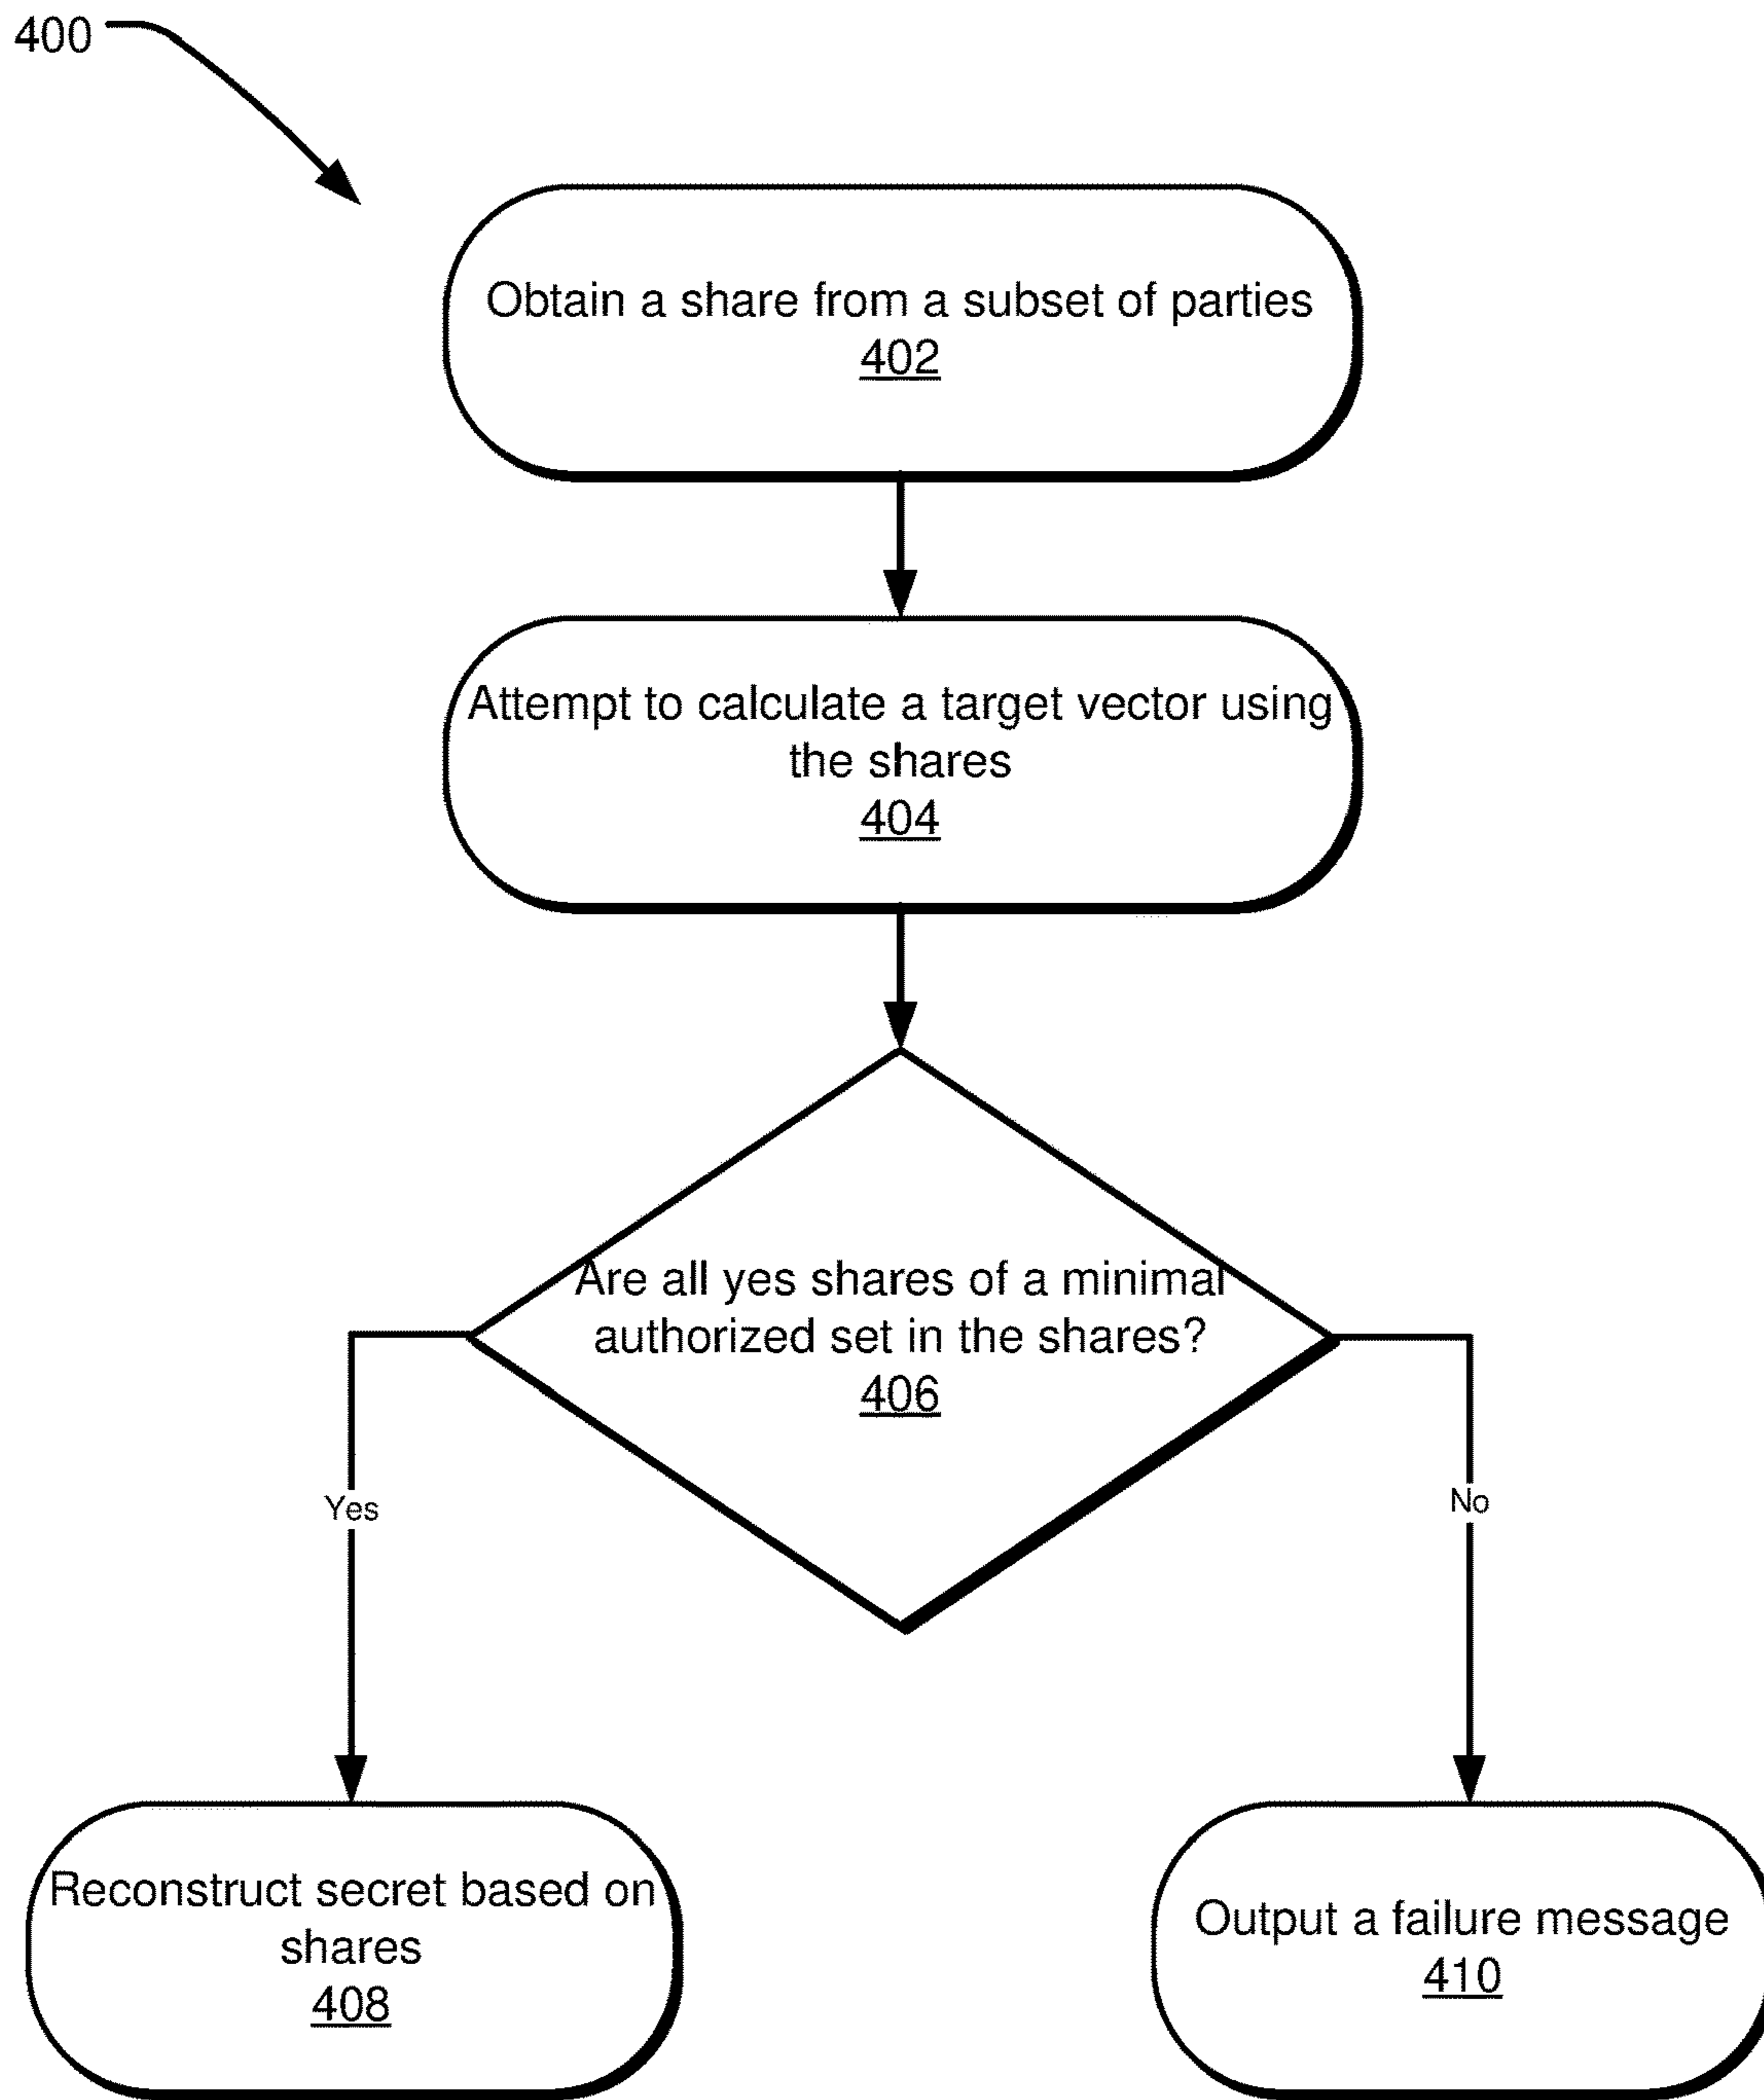 400
Obtain a share from a subset of parties
402
Attempt to calculate a target vector using
the shares
404
Are all yes shares of a minimal
authorized set in the shares?
406
Yes
No
Reconstruct secret based on
shares
408
Output a failure message
410